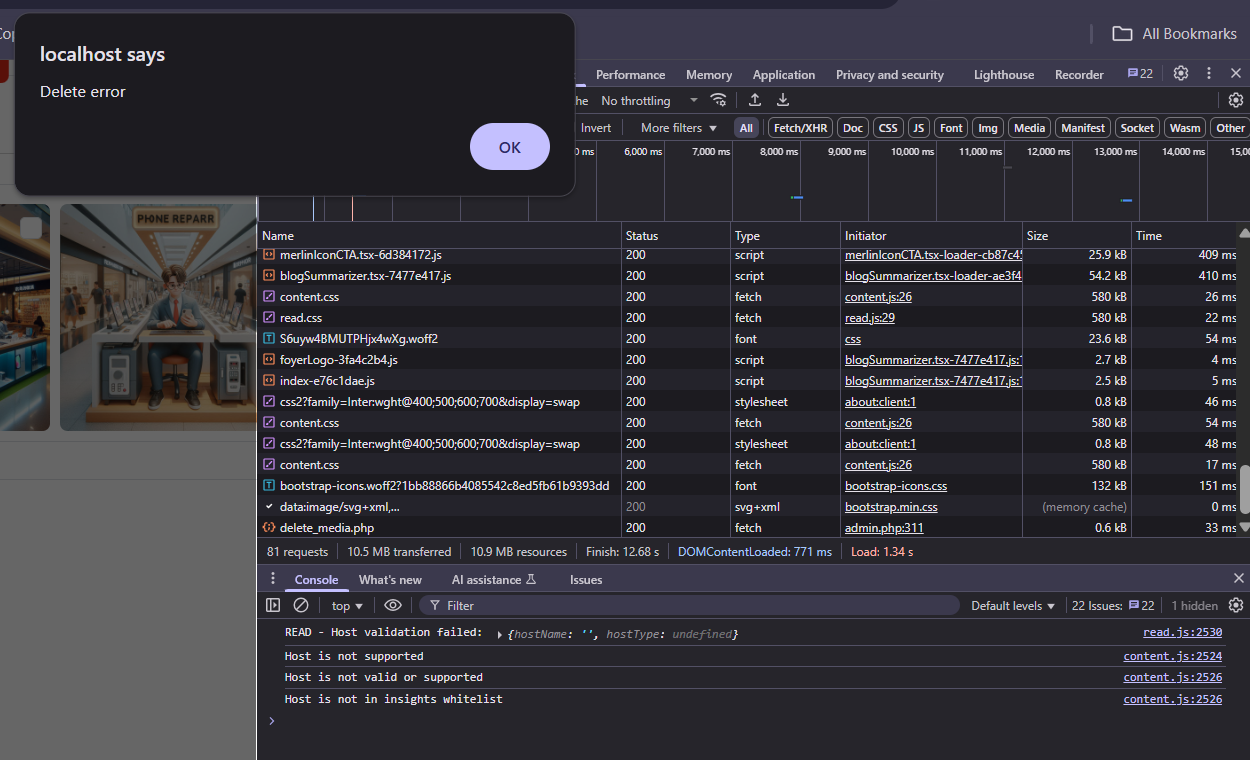 Cop
localhost says
Delete error
OK
All Bookmarks
Performance Memory Application Privacy and security Lighthouse Recorder 22
he No throttling
Invert More filters All Fetch/XHR Doc CSS JS Font Img Media Manifest Socket Wasm Other
0 ms 6,000 ms 7,000 ms 8,000 ms 9,000 ms 10,000 ms 11,000 ms 12,000 ms 13,000 ms 14,000 ms 15,0
PHONE REPARR
Name Status Type Initiator Size Time
merlinIconCTA.tsx-6d384172.js 200 script merlinIconCTA.tsx-loader-cb87c45 25.9 kB 409 ms
blogSummarizer.tsx-7477e417.js 200 script blogSummarizer.tsx-loader-ae3f4 54.2 kB 410 ms
content.css 200 fetch content.js:26 580 kB 26 ms
read.css 200 fetch read.js:29 580 kB 22 ms
S6uyw4BMUTPHjx4wXg.woff2 200 font css 23.6 kB 54 ms
foyerLogo-3fa4c2b4.js 200 script blogSummarizer.tsx-7477e417.js:1 2.7 kB 4 ms
index-e76c1dae.js 200 script blogSummarizer.tsx-7477e417.js:1 2.5 kB 5 ms
css2?family=Inter:wght@400;500;600;700&display=swap 200 stylesheet about:client:1 0.8 kB 46 ms
content.css 200 fetch content.js:26 580 kB 54 ms
css2?family=Inter:wght@400;500;600;700&display=swap 200 stylesheet about:client:1 0.8 kB 48 ms
content.css 200 fetch content.js:26 580 kB 17 ms
bootstrap-icons.woff2?1bb88866b4085542c8ed5fb61b9393dd 200 font bootstrap-icons.css 132 kB 151 ms
data:image/svg+xml,... 200 svg+xml bootstrap.min.css (memory cache) 0 ms
delete_media.php 200 fetch admin.php:311 0.6 kB 33 ms
81 requests 10.5 MB transferred 10.9 MB resources Finish: 12.68 s DOMContentLoaded: 771 ms Load: 1.34 s
Console What's new AI assistance Issues
top Filter Default levels 22 Issues: 22 1 hidden
READ - Host validation failed: {hostName: '', hostType: undefined} read.js:2530
Host is not supported content.js:2524
Host is not valid or supported content.js:2526
Host is not in insights whitelist content.js:2526